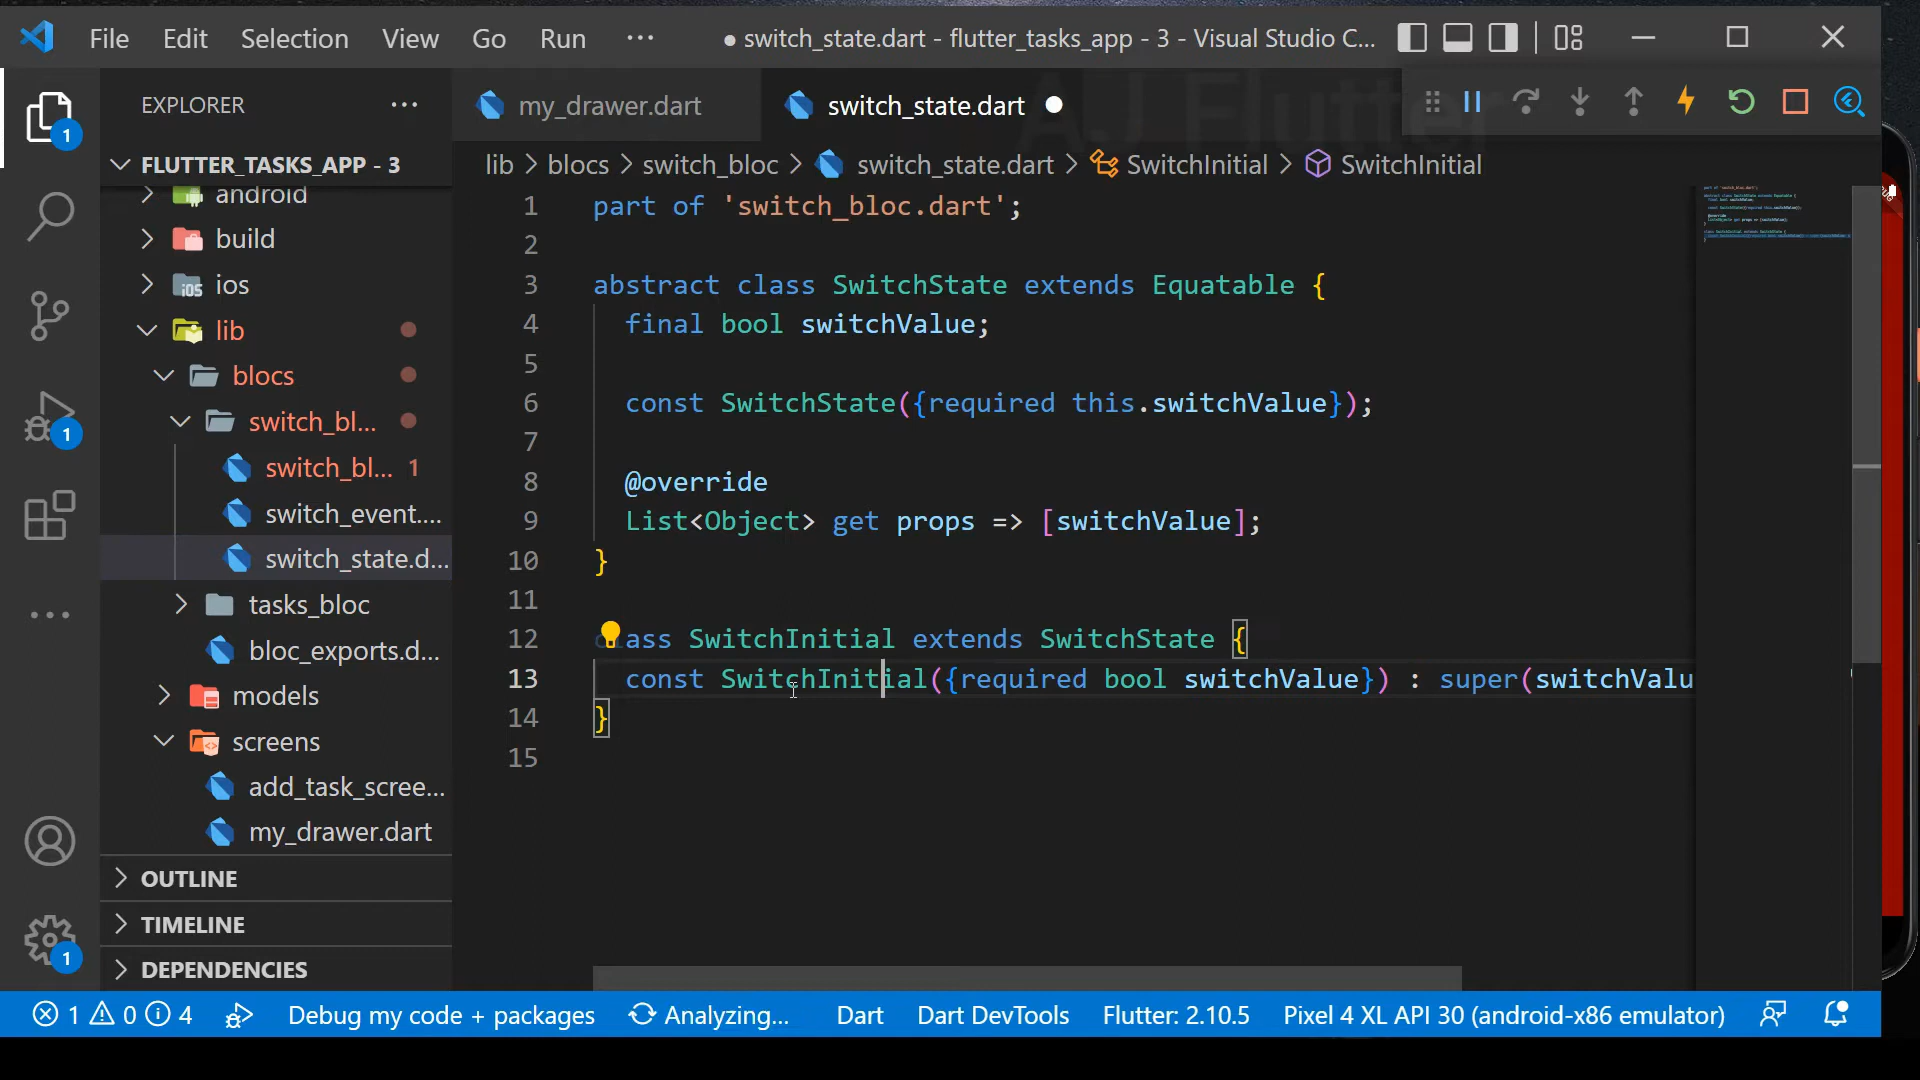 File Edit Selection View Go Run ··· ● switch_state.dart - flutter_tasks_app - 3 - Visual Studio C...
EXPLORER ···
my_drawer.dart
switch_state.dart
AJ Flutter
FLUTTER_TASKS_APP - 3
lib > blocs > switch_bloc > switch_state.dart > SwitchInitial > SwitchInitial
android
build
ios
lib
blocs
switch_bl...
switch_bl... 1
switch_event....
switch_state.d...
tasks_bloc
bloc_exports.d...
models
screens
add_task_scree...
my_drawer.dart
OUTLINE
TIMELINE
DEPENDENCIES
1
1
1
1 part of 'switch_bloc.dart';
2
3 abstract class SwitchState extends Equatable {
4 final bool switchValue;
5
6 const SwitchState({required this.switchValue});
7
8 @override
9 List<Object> get props => [switchValue];
10 }
11
12 class SwitchInitial extends SwitchState {
13 const SwitchInitial({required bool switchValue}) : super(switchValu
14 }
15
1 0 4 Debug my code + packages Analyzing... Dart Dart DevTools Flutter: 2.10.5 Pixel 4 XL API 30 (android-x86 emulator)